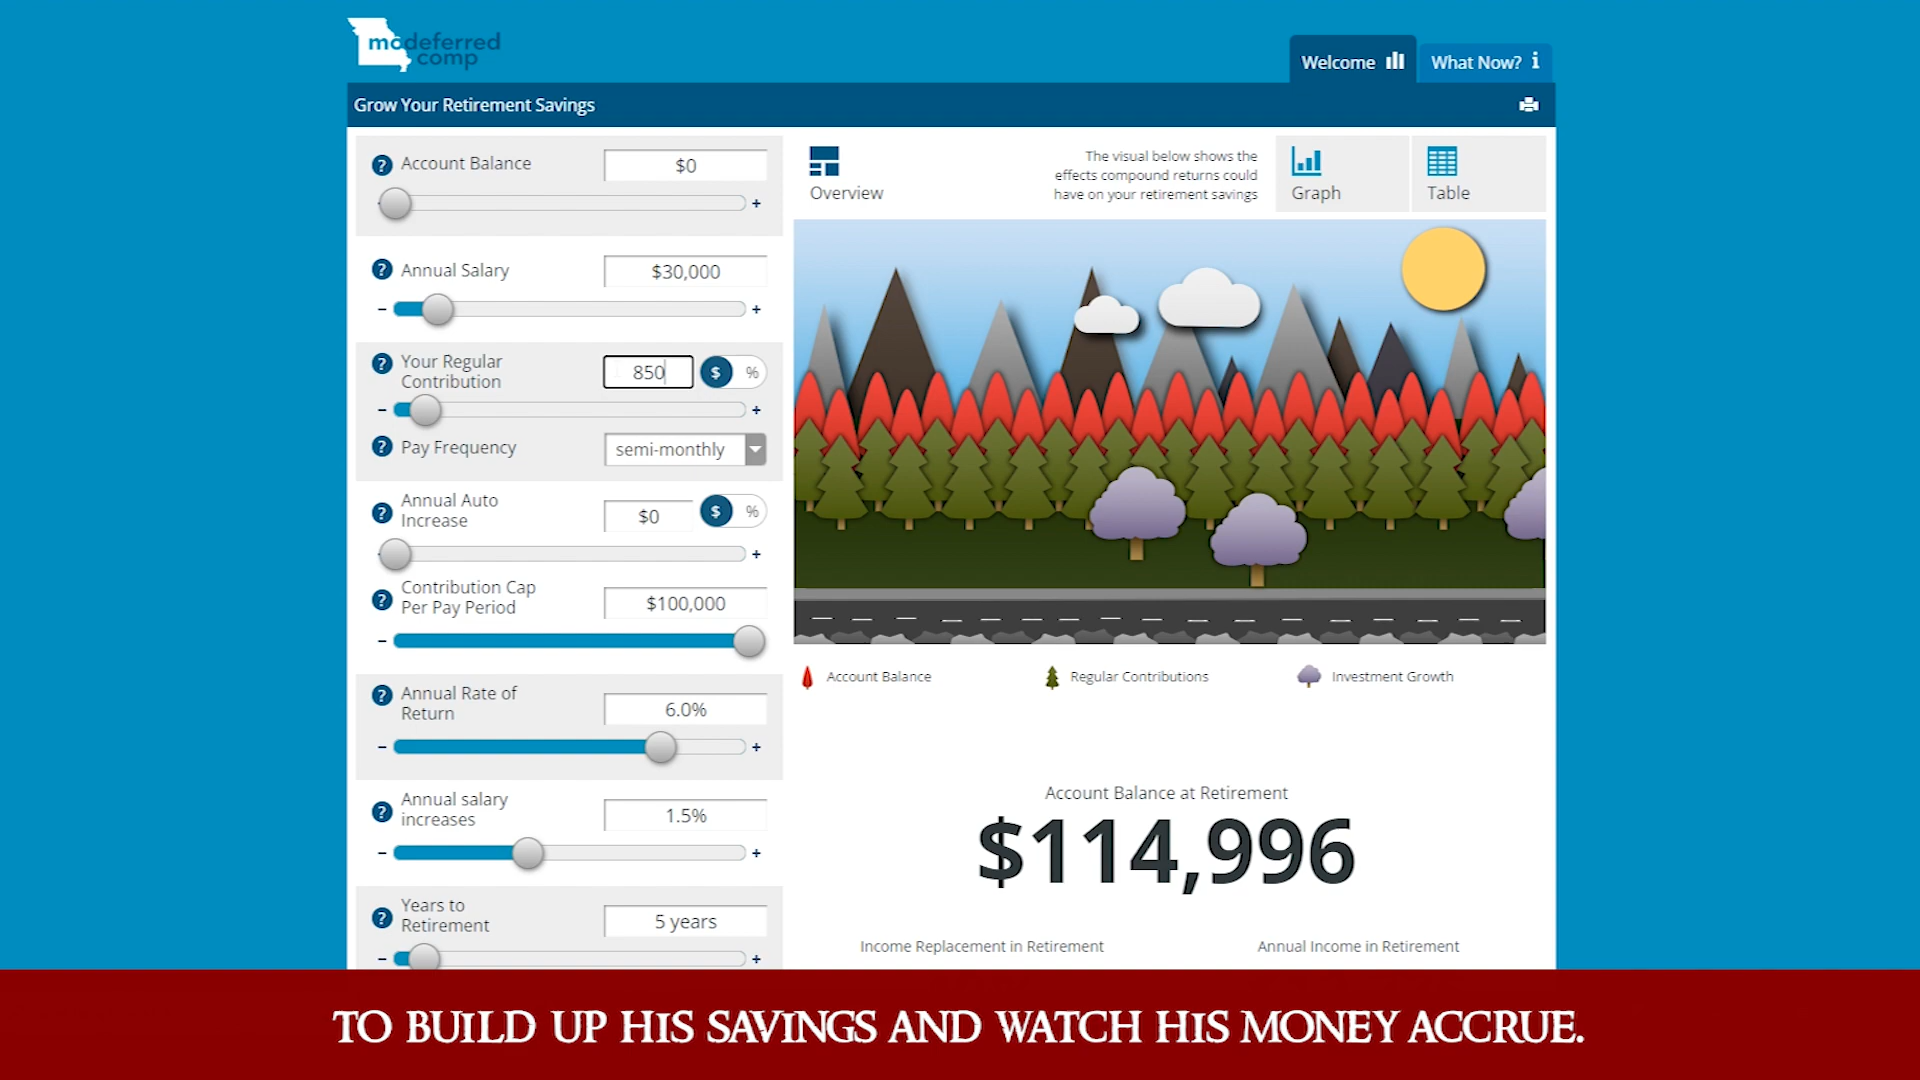 modeferred
comp
Welcome
What Now?
Grow Your Retirement Savings
? Account Balance
$0
+
? Annual Salary
$30,000
- +
? Your Regular
Contribution
850
$ %
- +
? Pay Frequency
semi-monthly
? Annual Auto
Increase
$0
$ %
+
? Contribution Cap
Per Pay Period
$100,000
-
? Annual Rate of
Return
6.0%
- +
? Annual salary
increases
1.5%
- +
? Years to
Retirement
5 years
- +
Overview
The visual below shows the
effects compound returns could
have on your retirement savings
Graph
Table
Account Balance
Regular Contributions
Investment Growth
Account Balance at Retirement
$114,996
Income Replacement in Retirement
Annual Income in Retirement
TO BUILD UP HIS SAVINGS AND WATCH HIS MONEY ACCRUE.